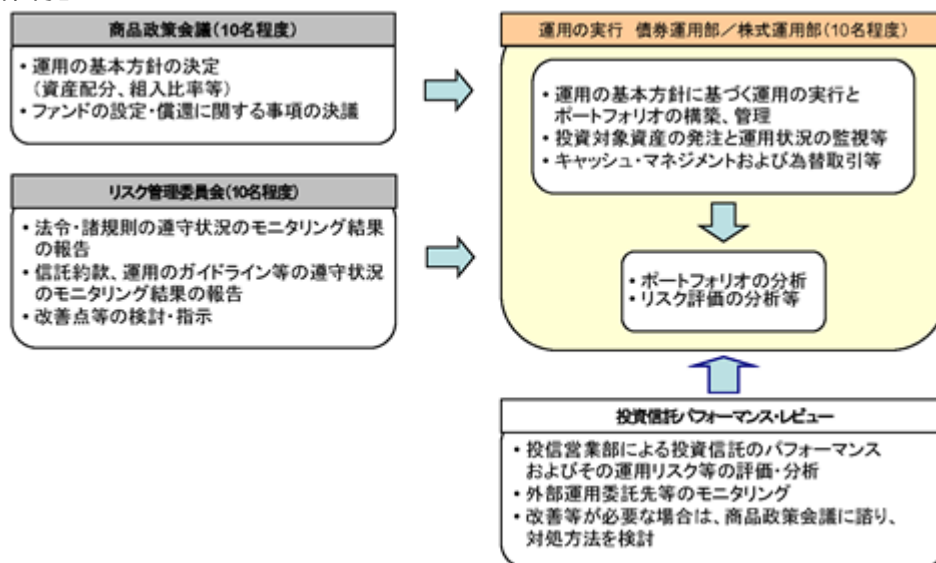 商品政策会議(10名程度)
• 運用の基本方針の決定
(資産配分、組入比率等)
• ファンドの設定・償還に関する事項の決議
リスク管理委員会(10名程度)
• 法令・諸規則の遵守状況のモニタリング結果
の報告
• 信託約款、運用のガイドライン等の遵守状況
のモニタリング結果の報告
• 改善点等の検討・指示
運用の実行 債券運用部／株式運用部(10名程度)
• 運用の基本方針に基づく運用の実行と
ポートフォリオの構築、管理
• 投資対象資産の発注と運用状況の監視等
• キャッシュ・マネジメントおよび為替取引等
• ポートフォリオの分析
• リスク評価の分析等
投資信託パフォーマンス・レビュー
• 投信営業部による投資信託のパフォーマンス
およびその運用リスク等の評価・分析
• 外部運用委託先等のモニタリング
• 改善等が必要な場合は、商品政策会議に諮り、
対処方法を検討